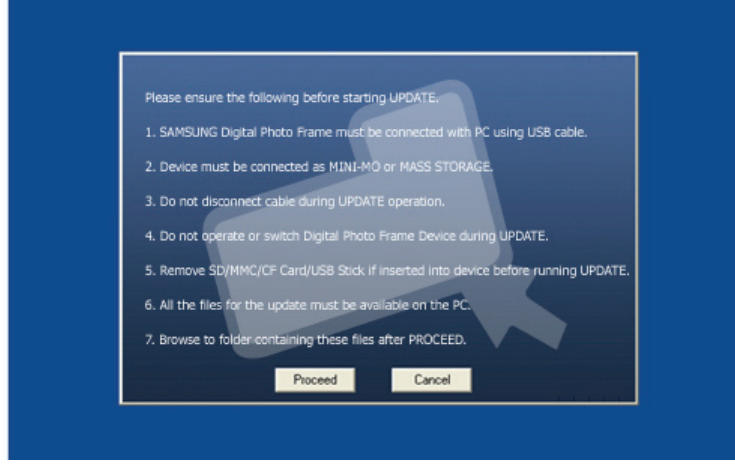 Please ensure the following before starting UPDATE.
1. SAMSUNG Digital Photo Frame must be connected with PC using USB cable.
2. Device must be connected as MINI-MO or MASS STORAGE.
3. Do not disconnect cable during UPDATE operation.
4. Do not operate or switch Digital Photo Frame Device during UPDATE.
5. Remove SD/MMC/CF Card/USB Stick if inserted into device before running UPDATE.
6. All the files for the update must be available on the PC.
7. Browse to folder containing these files after PROCEED.
Proceed Cancel